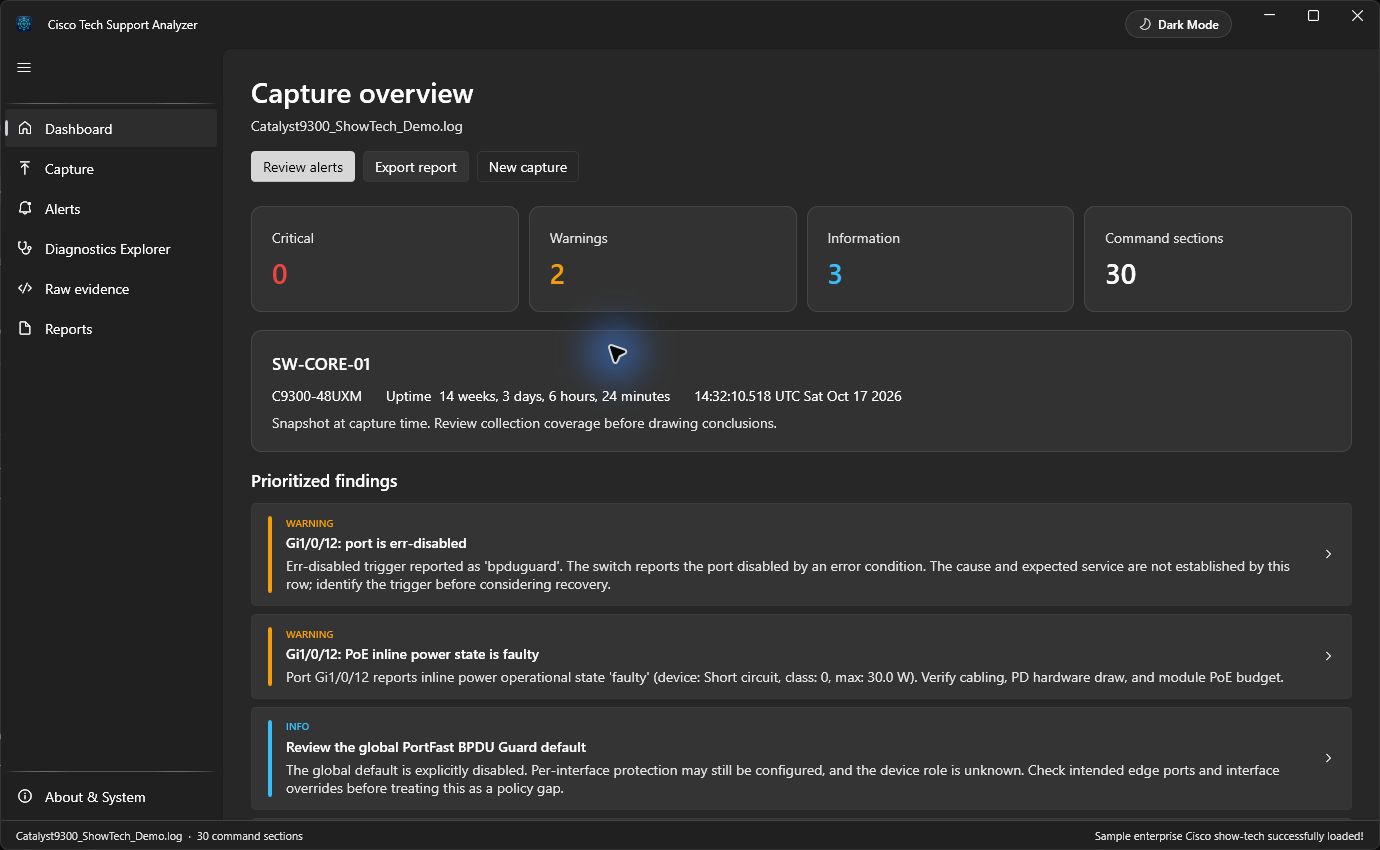 Cisco Tech Support Analyzer
Dark Mode
Dashboard
Capture
Alerts
Diagnostics Explorer
Raw evidence
Reports
About & System
Capture overview
Catalyst9300_ShowTech_Demo.log
Review alerts
Export report
New capture
Critical
0
Warnings
2
Information
3
Command sections
30
SW-CORE-01
C9300-48UXM Uptime 14 weeks, 3 days, 6 hours, 24 minutes 14:32:10.518 UTC Sat Oct 17 2026
Snapshot at capture time. Review collection coverage before drawing conclusions.
Prioritized findings
WARNING
Gi1/0/12: port is err-disabled
Err-disabled trigger reported as 'bpduguard'. The switch reports the port disabled by an error condition. The cause and expected service are not established by this
row; identify the trigger before considering recovery.
WARNING
Gi1/0/12: PoE inline power state is faulty
Port Gi1/0/12 reports inline power operational state 'faulty' (device: Short circuit, class: 0, max: 30.0 W). Verify cabling, PD hardware draw, and module PoE budget.
INFO
Review the global PortFast BPDU Guard default
The global default is explicitly disabled. Per-interface protection may still be configured, and the device role is unknown. Check intended edge ports and interface
overrides before treating this as a policy gap.
Catalyst9300_ShowTech_Demo.log · 30 command sections
Sample enterprise Cisco show-tech successfully loaded!